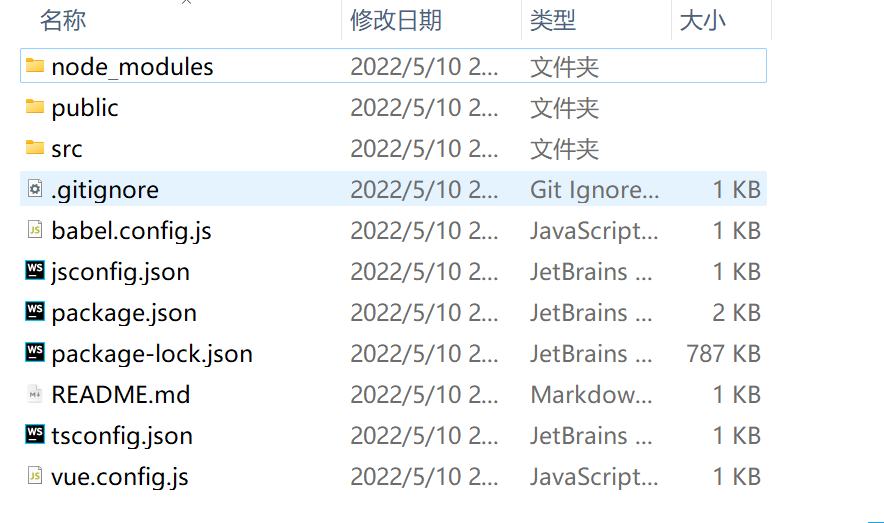 名称 修改日期 类型 大小
node_modules 2022/5/10 2... 文件夹
public 2022/5/10 2... 文件夹
src 2022/5/10 2... 文件夹
.gitignore 2022/5/10 2... Git Ignore... 1 KB
babel.config.js 2022/5/10 2... JavaScript... 1 KB
jsconfig.json 2022/5/10 2... JetBrains ... 1 KB
package.json 2022/5/10 2... JetBrains ... 2 KB
package-lock.json 2022/5/10 2... JetBrains ... 787 KB
README.md 2022/5/10 2... Markdow... 1 KB
tsconfig.json 2022/5/10 2... JetBrains ... 1 KB
vue.config.js 2022/5/10 2... JavaScript... 1 KB